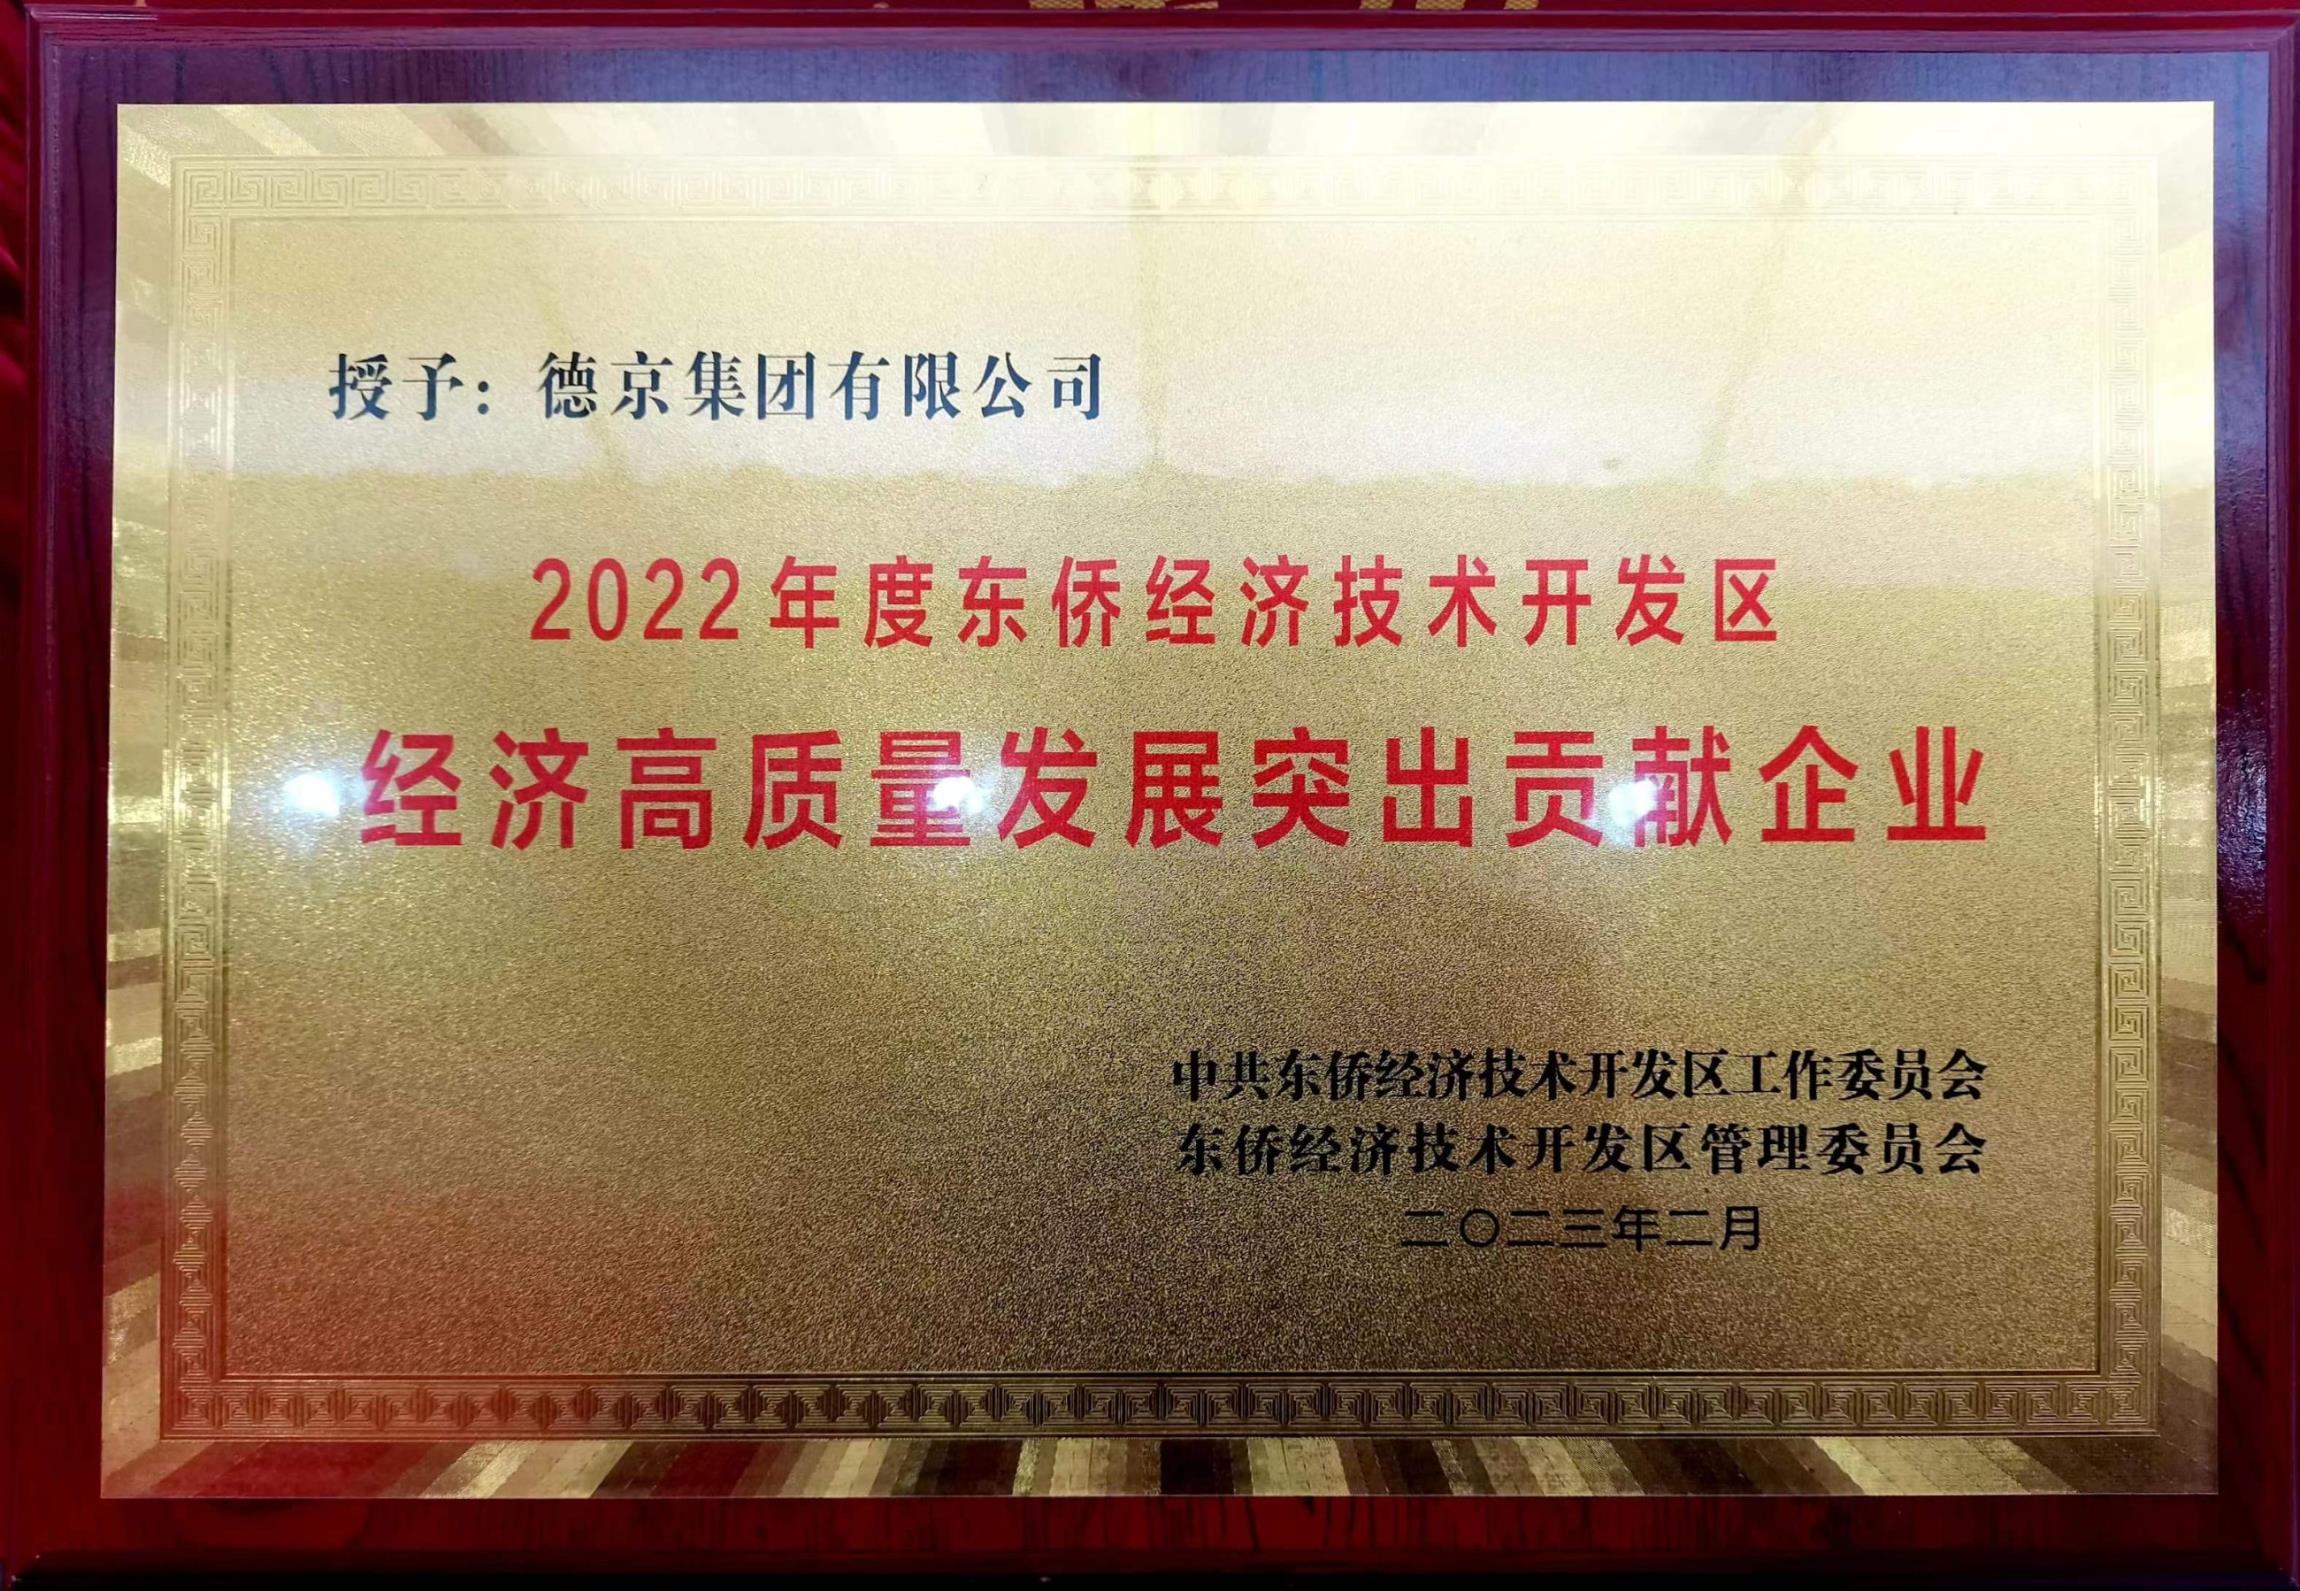 授予：德京集团有限公司
2022年度东侨经济技术开发区
经济高质量发展突出贡献企业
中共东侨经济技术开发区工作委员会
东侨经济技术开发区管理委员会
二〇二三年二月